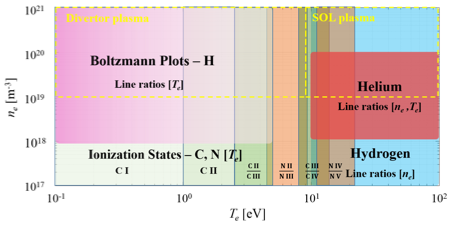 10²¹
10²⁰
10¹⁹
10¹⁸
10¹⁷
nₑ [m⁻³]
Divertor plasma
SOL plasma
Boltzmann Plots – H
Line ratios [Tₑ]
Helium
Line ratios [nₑ ,Tₑ]
Ionization States – C, N [Tₑ]
Hydrogen
Line ratios [nₑ]
C I
C II
C II
C III
N II
N III
C III
C IV
N IV
N V
10⁻¹ 10⁰ 10¹ 10²
Tₑ [eV]